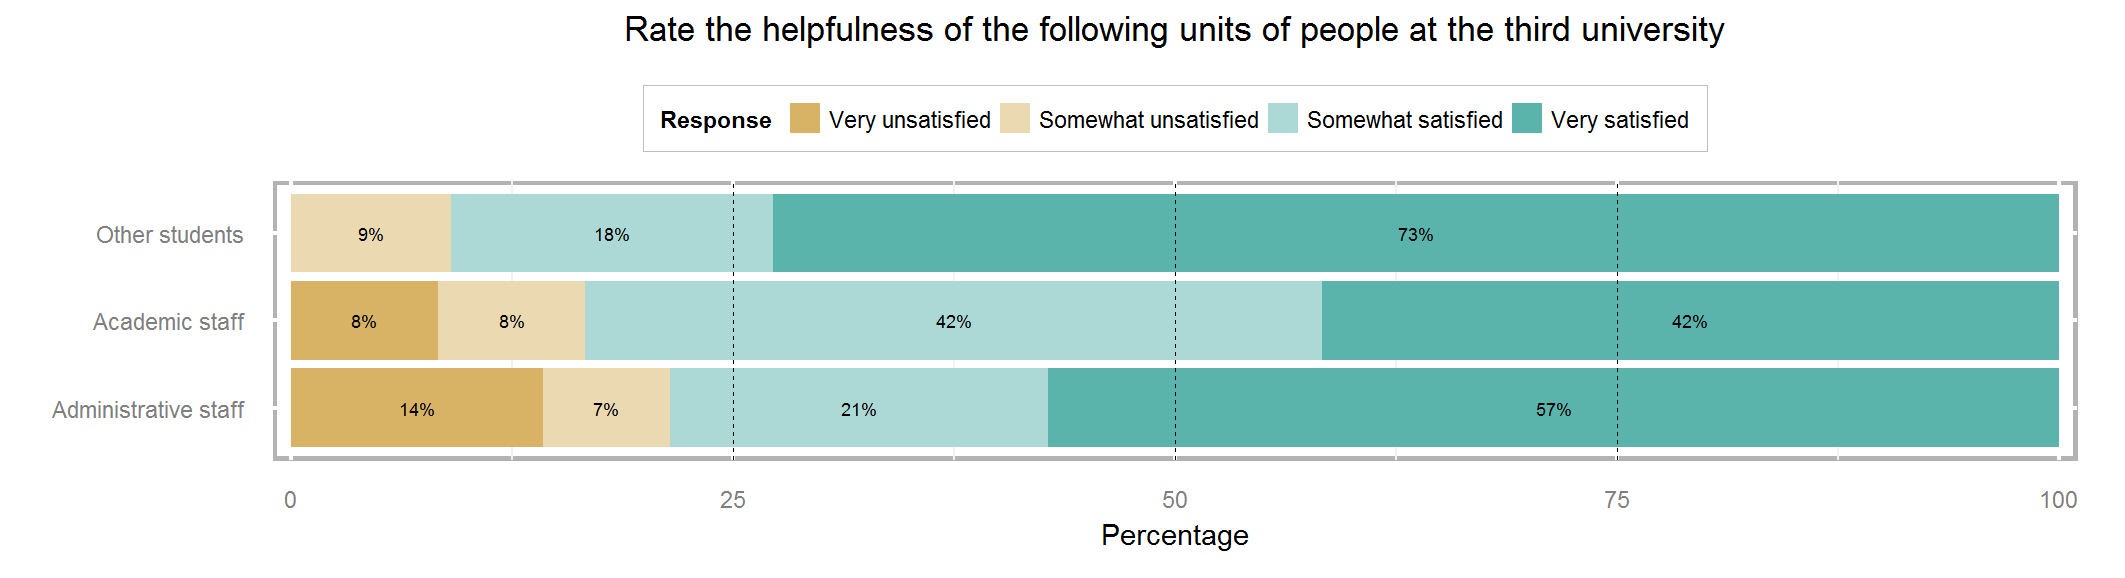 Rate the helpfulness of the following units of people at the third university
Response Very unsatisfied Somewhat unsatisfied Somewhat satisfied Very satisfied
Other students 9% 18% 73%
Academic staff 8% 8% 42% 42%
Administrative staff 14% 7% 21% 57%
0 25 50 75 100
Percentage